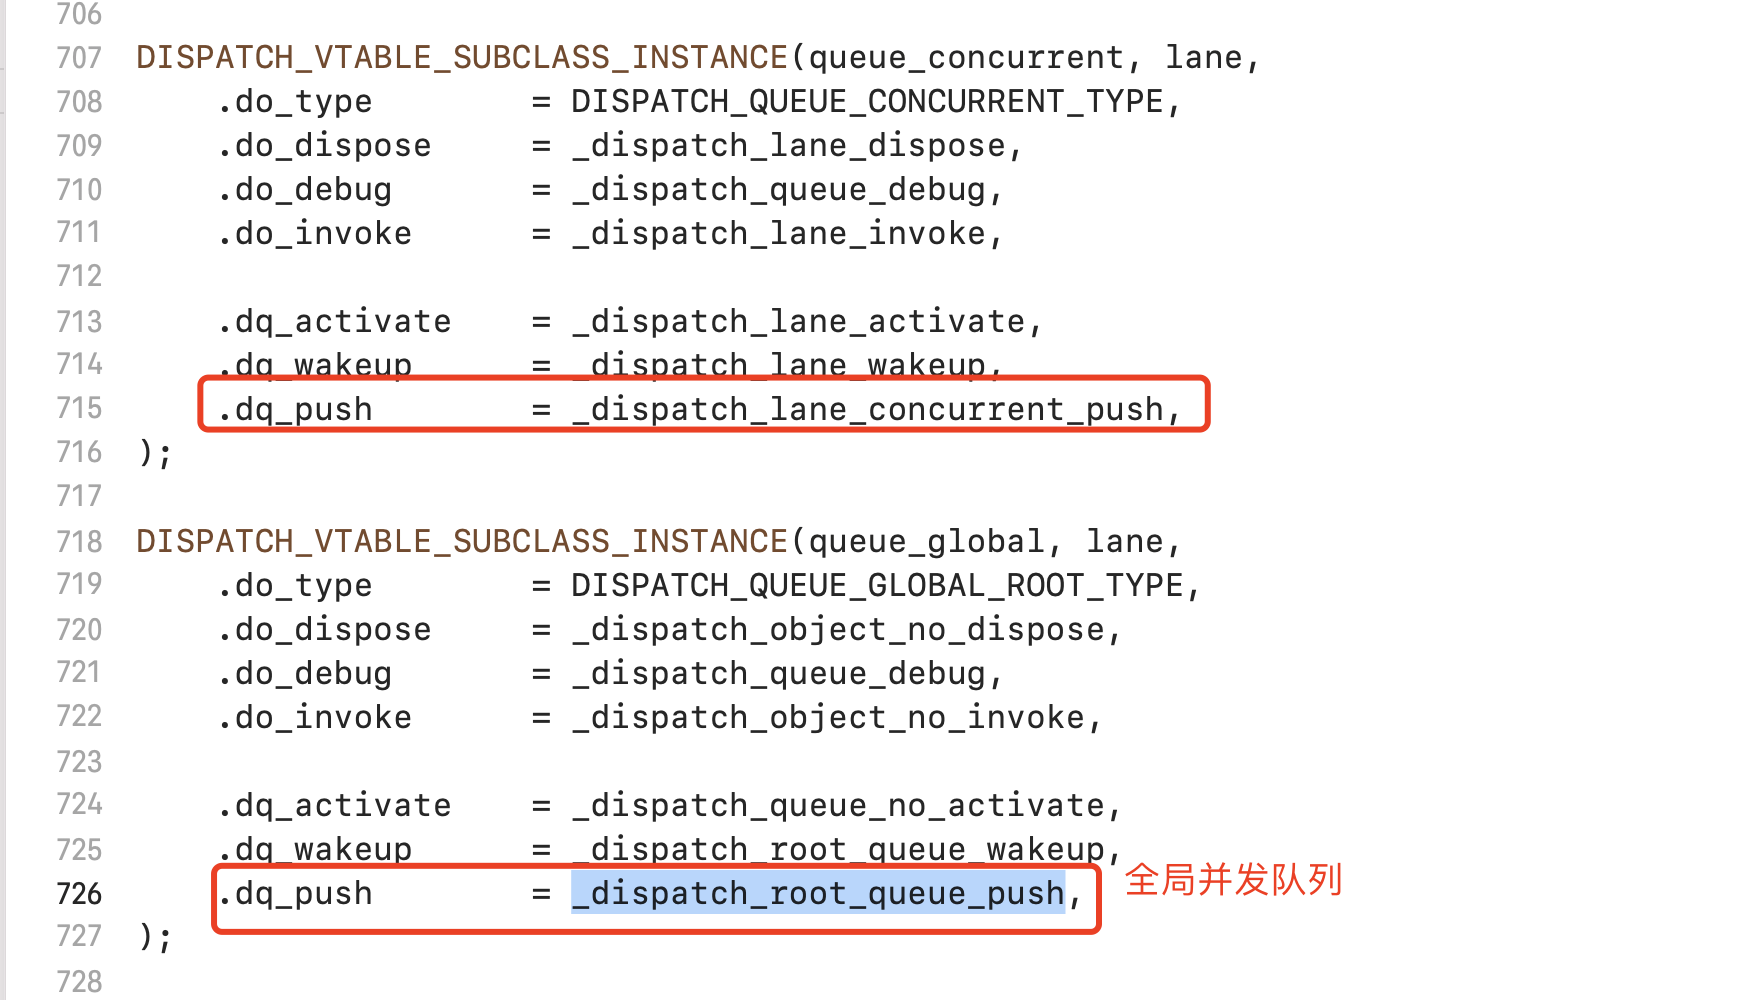 706
707 DISPATCH_VTABLE_SUBCLASS_INSTANCE(queue_concurrent, lane,
708 .do_type = DISPATCH_QUEUE_CONCURRENT_TYPE,
709 .do_dispose = _dispatch_lane_dispose,
710 .do_debug = _dispatch_queue_debug,
711 .do_invoke = _dispatch_lane_invoke,
712
713 .dq_activate = _dispatch_lane_activate,
714 .dq_wakeup = _dispatch_lane_wakeup,
715 .dq_push = _dispatch_lane_concurrent_push,
716 );
717
718 DISPATCH_VTABLE_SUBCLASS_INSTANCE(queue_global, lane,
719 .do_type = DISPATCH_QUEUE_GLOBAL_ROOT_TYPE,
720 .do_dispose = _dispatch_object_no_dispose,
721 .do_debug = _dispatch_queue_debug,
722 .do_invoke = _dispatch_object_no_invoke,
723
724 .dq_activate = _dispatch_queue_no_activate,
725 .dq_wakeup = _dispatch_root_queue_wakeup,
726 .dq_push = _dispatch_root_queue_push, 全局并发队列
727 );
728